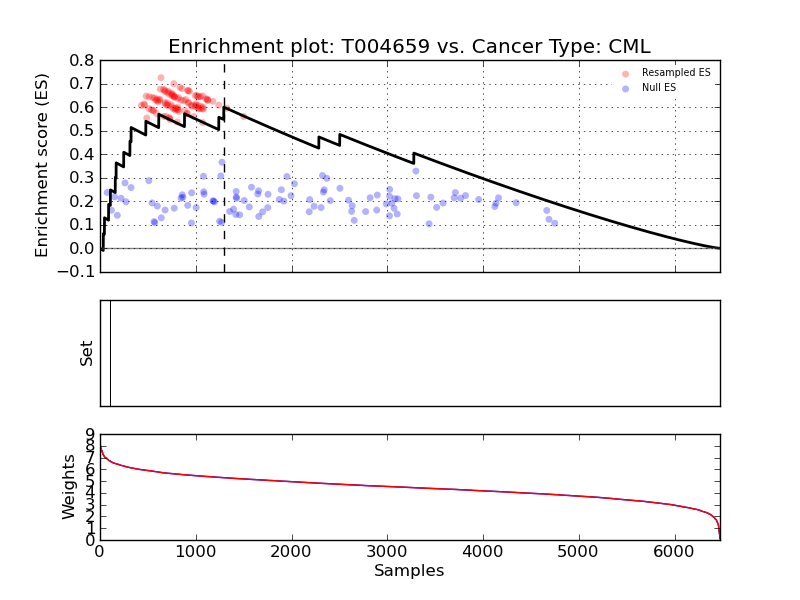 Enrichment plot: T004659 vs. Cancer Type: CML
0.8
0.7
0.6
0.5
0.4
0.3
0.2
0.1
0.0
−0.1
Enrichment score (ES)
Resampled ES
Null ES
Set
9
8
7
6
5
4
3
2
1
0
Weights
0 1000 2000 3000 4000 5000 6000
Samples